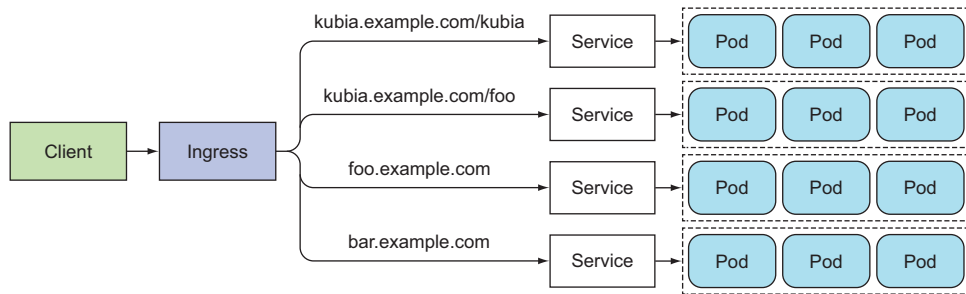 kubia.example.com/kubia
Service
Pod
Pod
Pod
kubia.example.com/foo
Service
Pod
Pod
Pod
Client
Ingress
foo.example.com
Service
Pod
Pod
Pod
bar.example.com
Service
Pod
Pod
Pod